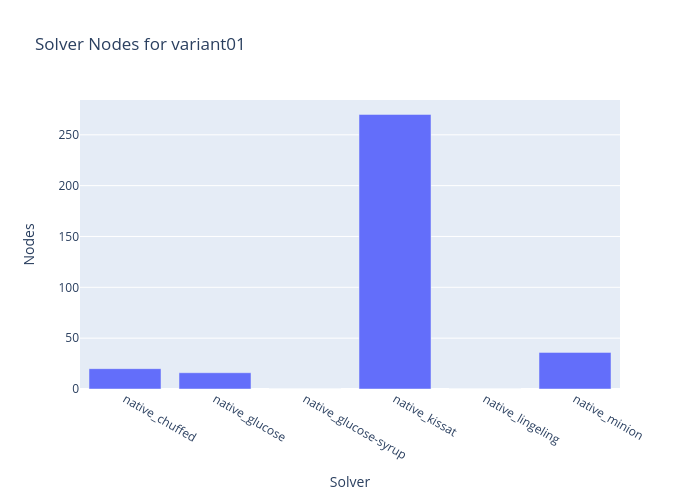 Solver Nodes for variant01
Nodes
250
200
150
100
50
0
native_chuffed
native_glucose
native_glucose-syrup
native_kissat
native_lingeling
native_minion
Solver